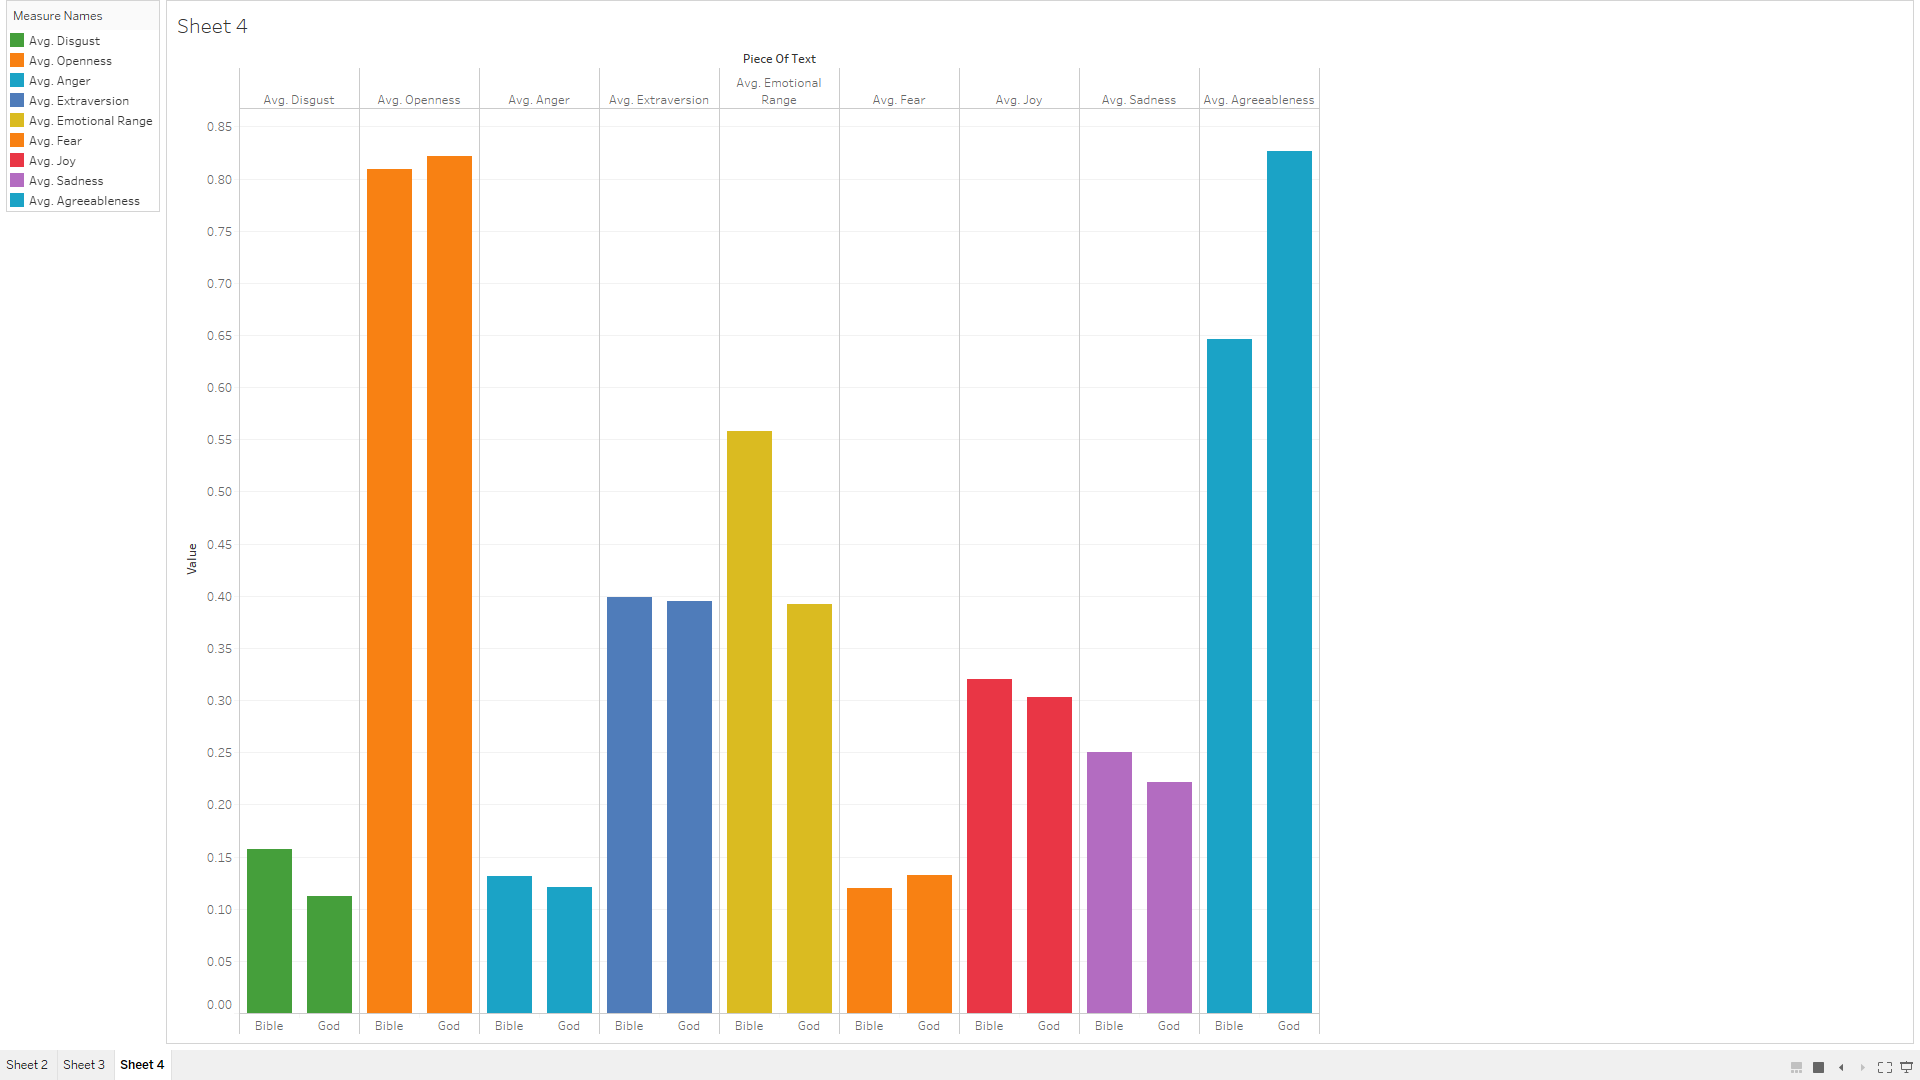 Measure Names
Avg. Disgust
Avg. Openness
Avg. Anger
Avg. Extraversion
Avg. Emotional Range
Avg. Fear
Avg. Joy
Avg. Sadness
Avg. Agreeableness
Sheet 4
Piece Of Text
Avg. Disgust Avg. Openness Avg. Anger Avg. Extraversion Avg. Emotional Range Avg. Fear Avg. Joy Avg. Sadness Avg. Agreeableness
0.85
0.80
0.75
0.70
0.65
0.60
0.55
0.50
0.45
Value
0.40
0.35
0.30
0.25
0.20
0.15
0.10
0.05
0.00
Bible God Bible God Bible God Bible God Bible God Bible God Bible God Bible God Bible God
Sheet 2 Sheet 3 Sheet 4